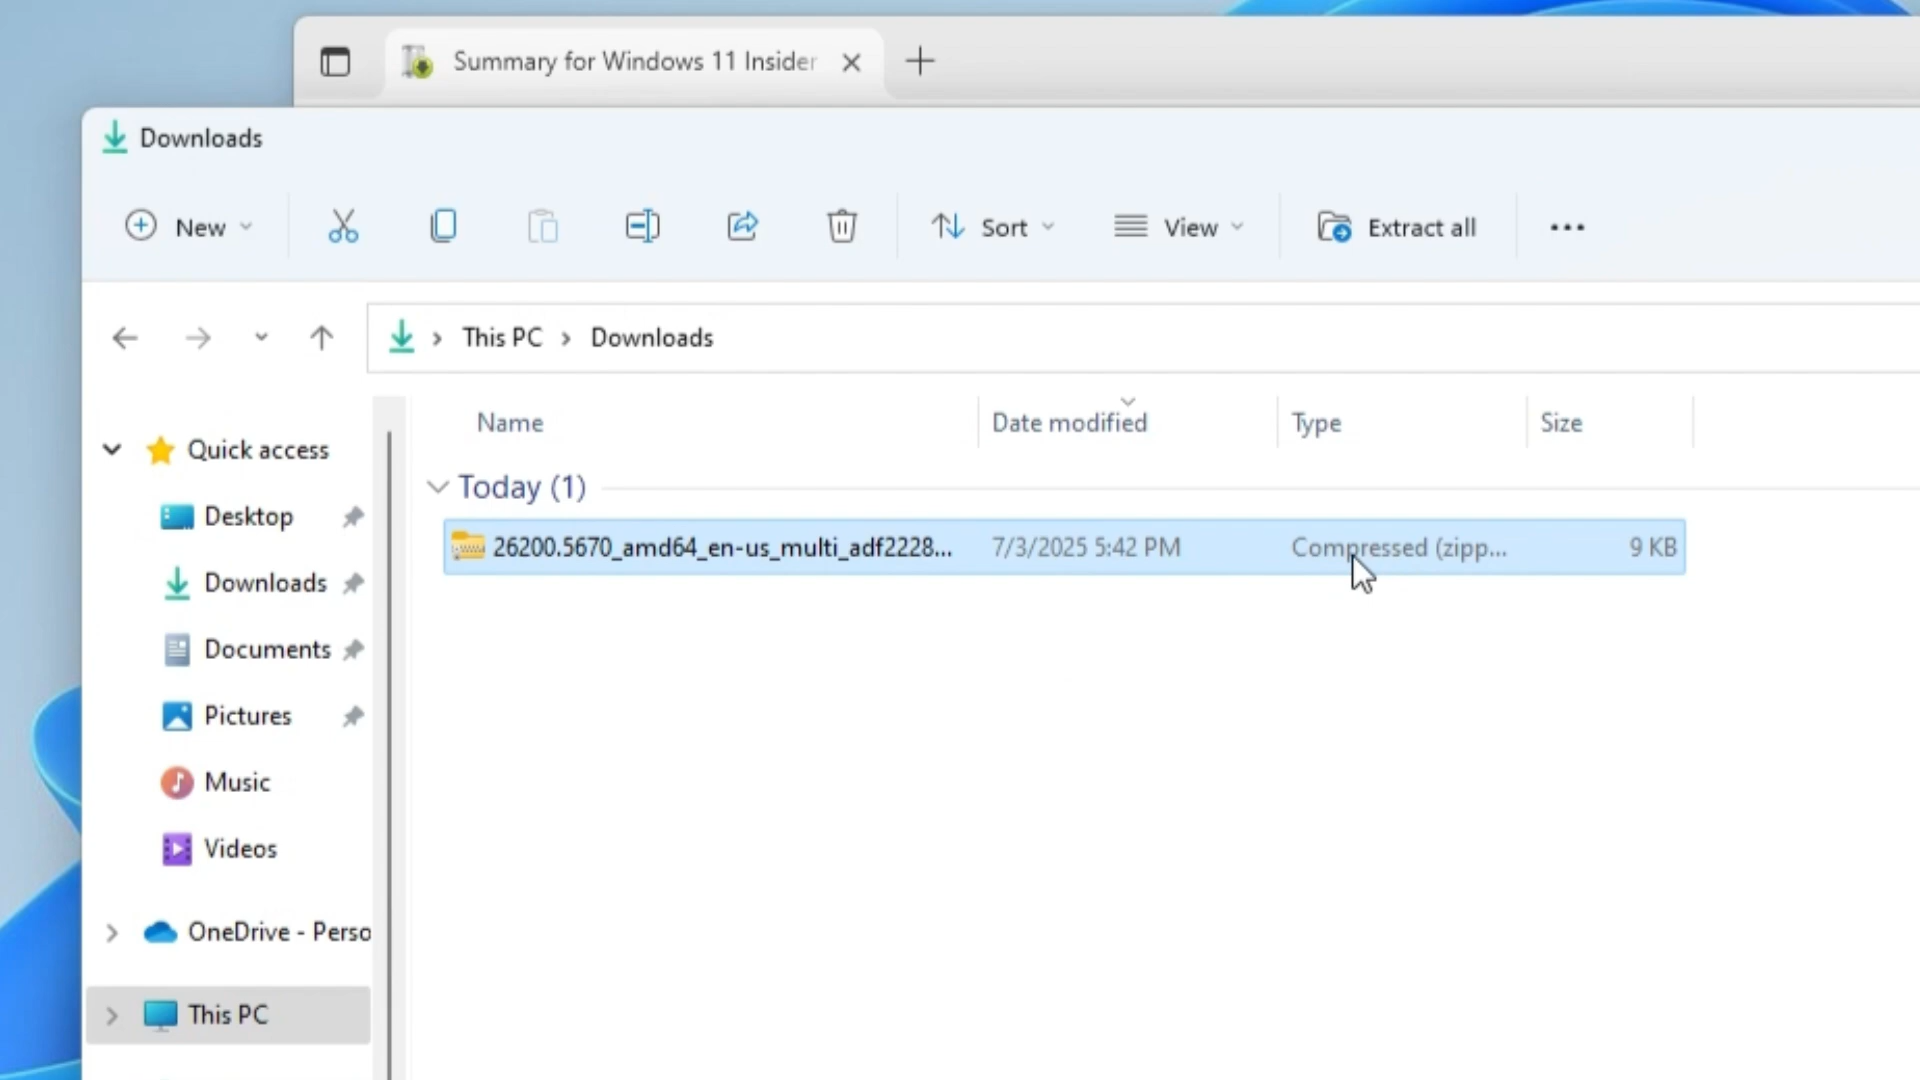 Summary for Windows 11 Insider
Downloads
New
Sort
View
Extract all
This PC
Downloads
Name
Date modified
Type
Size
Quick access
Today (1)
Desktop
26200.5670_amd64_en-us_multi_adf2228...
7/3/2025 5:42 PM
Compressed (zipp...
9 KB
Downloads
Documents
Pictures
Music
Videos
OneDrive - Perso
This PC